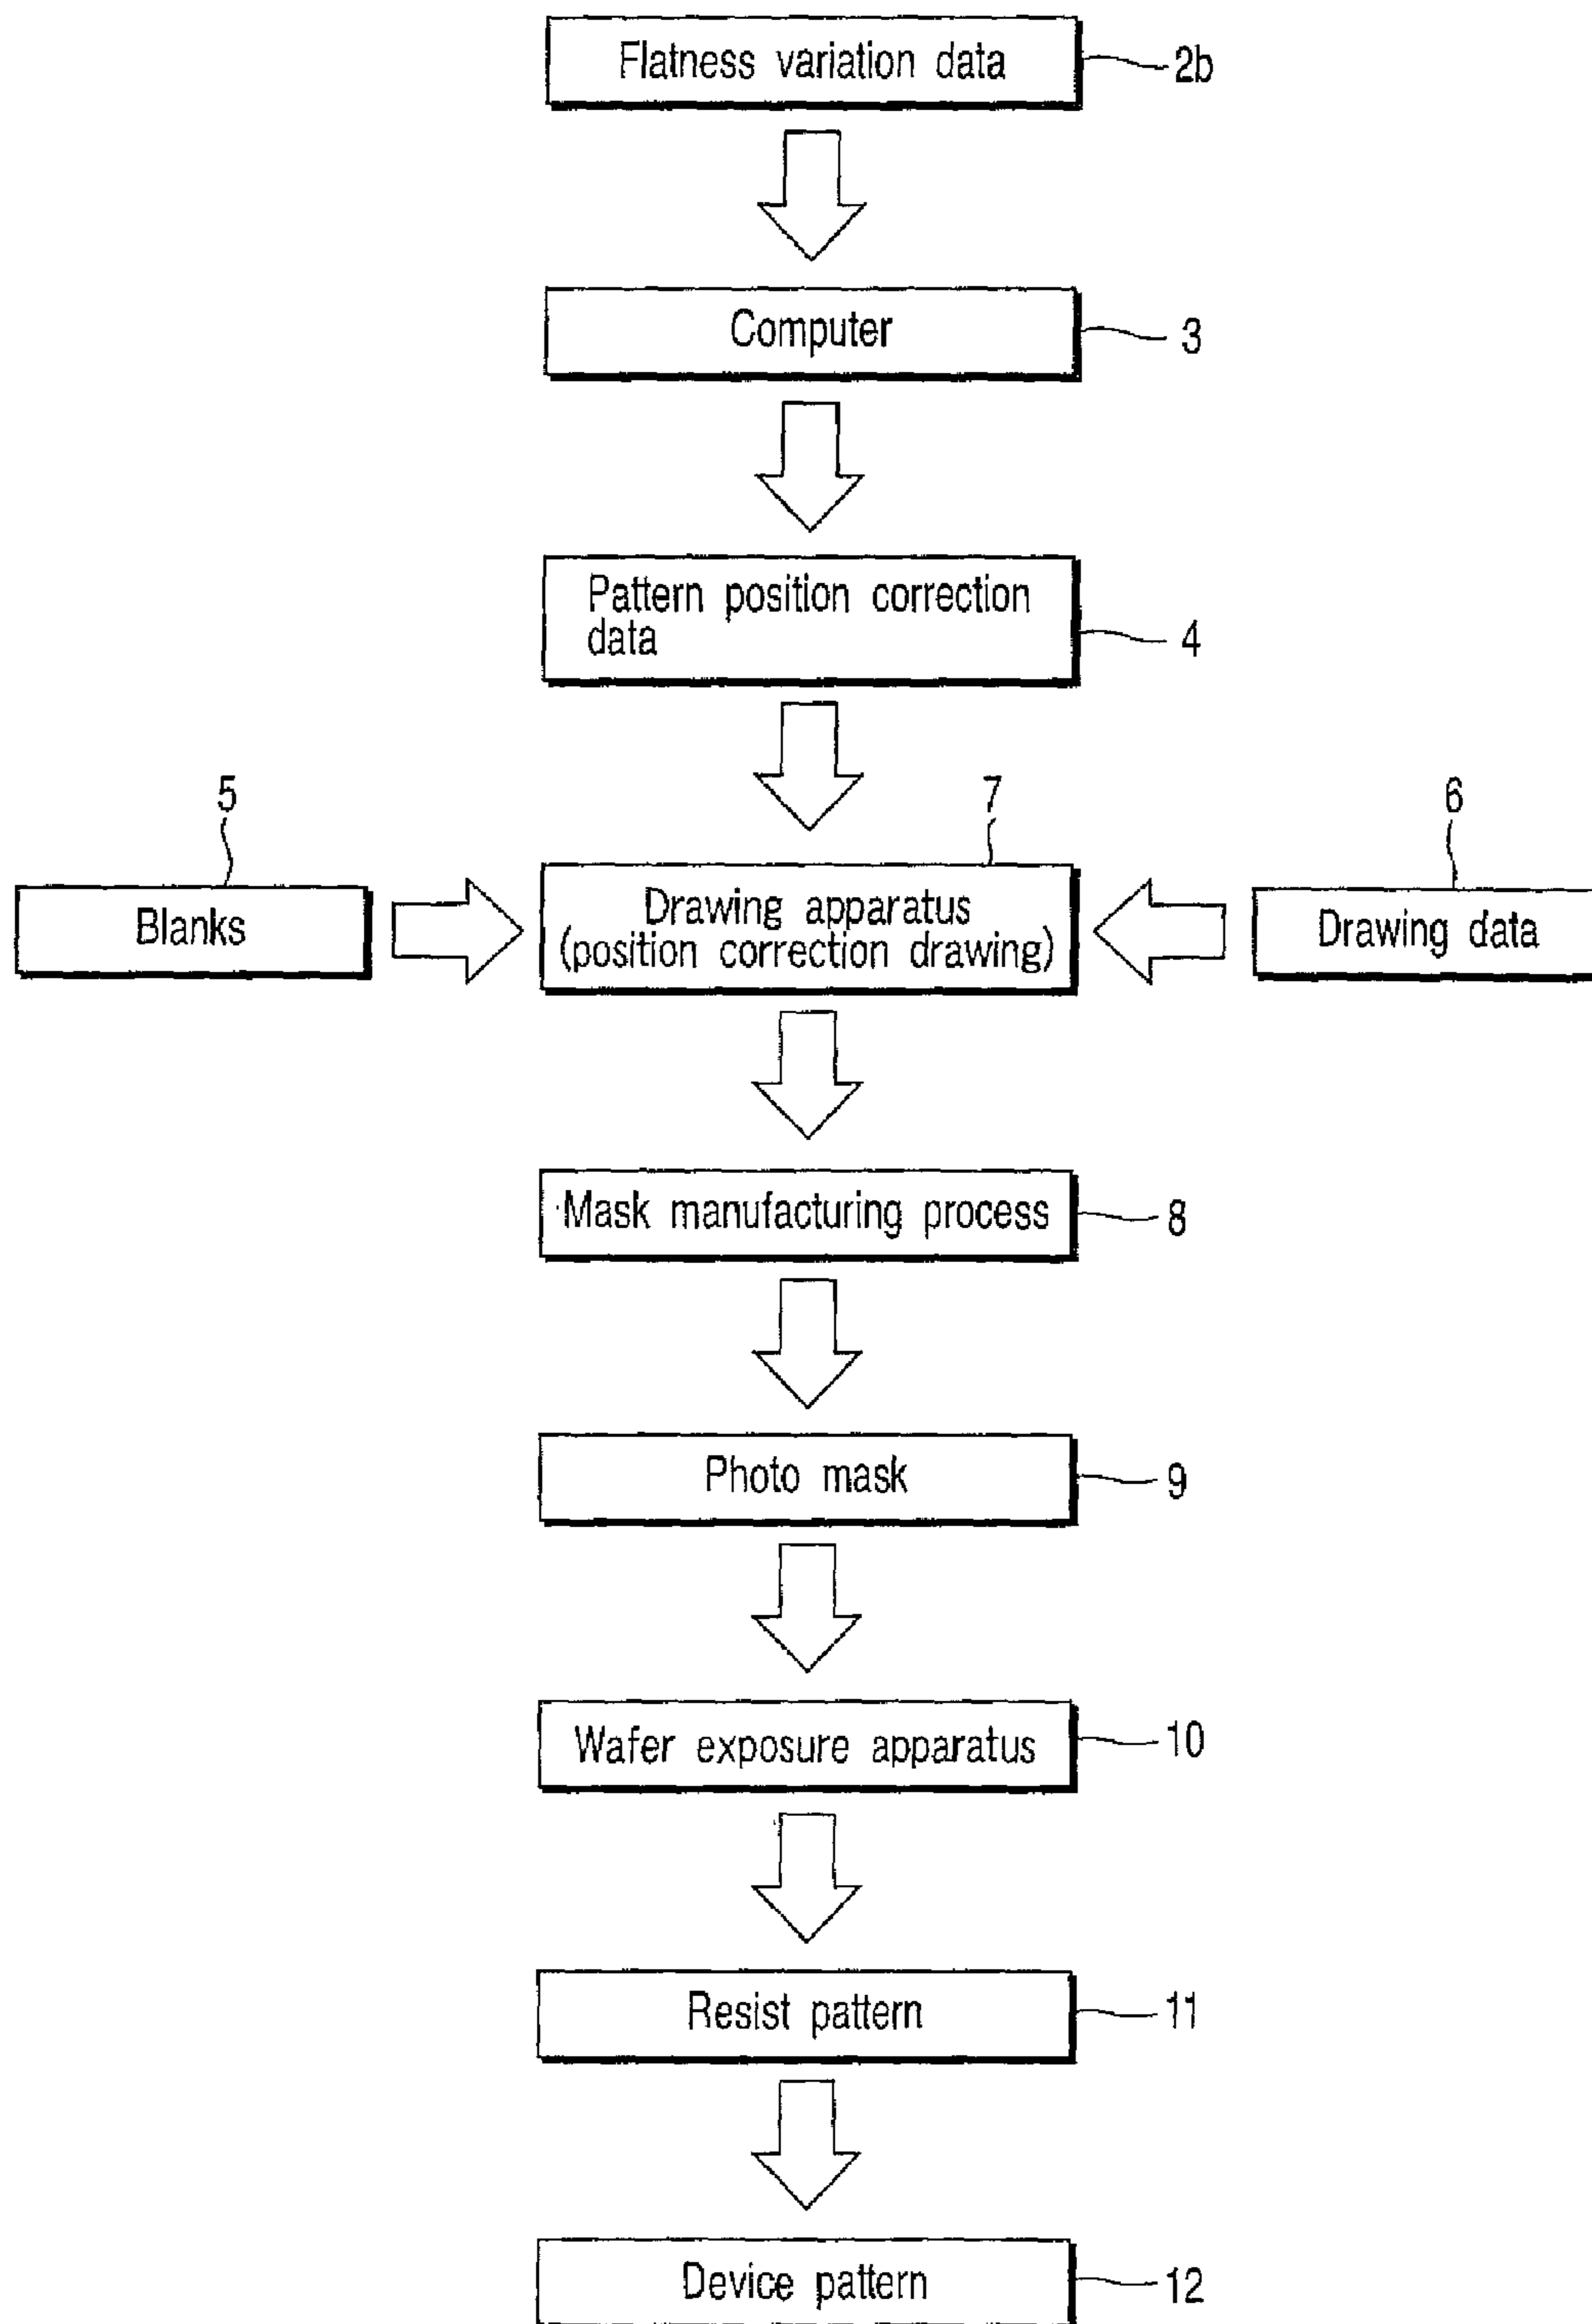 Flatness variation data
2b
Computer
3
Pattern position correction
data
4
5
7
6
Blanks
Drawing apparatus
(position correction drawing)
Drawing data
Mask manufacturing process
8
Photo mask
9
Wafer exposure apparatus
10
Resist pattern
11
Device pattern
12